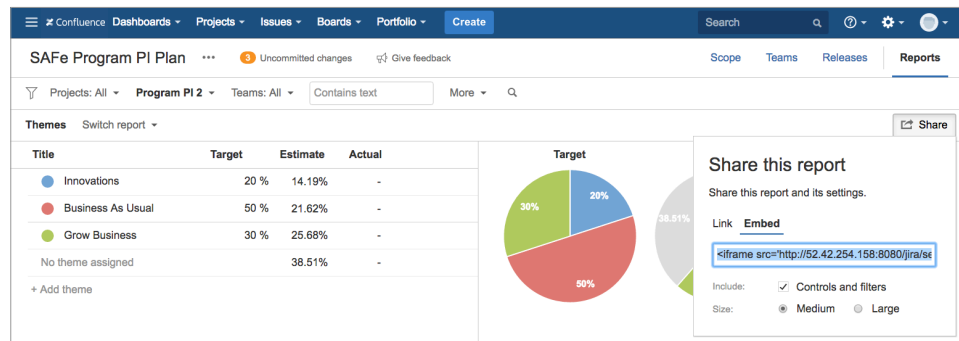 Confluence Dashboards Projects Issues Boards Portfolio Create Search
SAFe Program PI Plan ... 3 Uncommitted changes Give feedback Scope Teams Releases Reports
Projects: All Program PI 2 Teams: All Contains text More
Themes Switch report Share
Title Target Estimate Actual
Innovations 20 % 14.19% -
Business As Usual 50 % 21.62% -
Grow Business 30 % 25.68% -
No theme assigned 38.51%
+ Add theme
Target
20%
30%
50%
38.51%
Share this report
Share this report and its settings.
Link Embed
<iframe src='http://52.42.254.158:8080/jira/se
Include: Controls and filters
Size: Medium Large